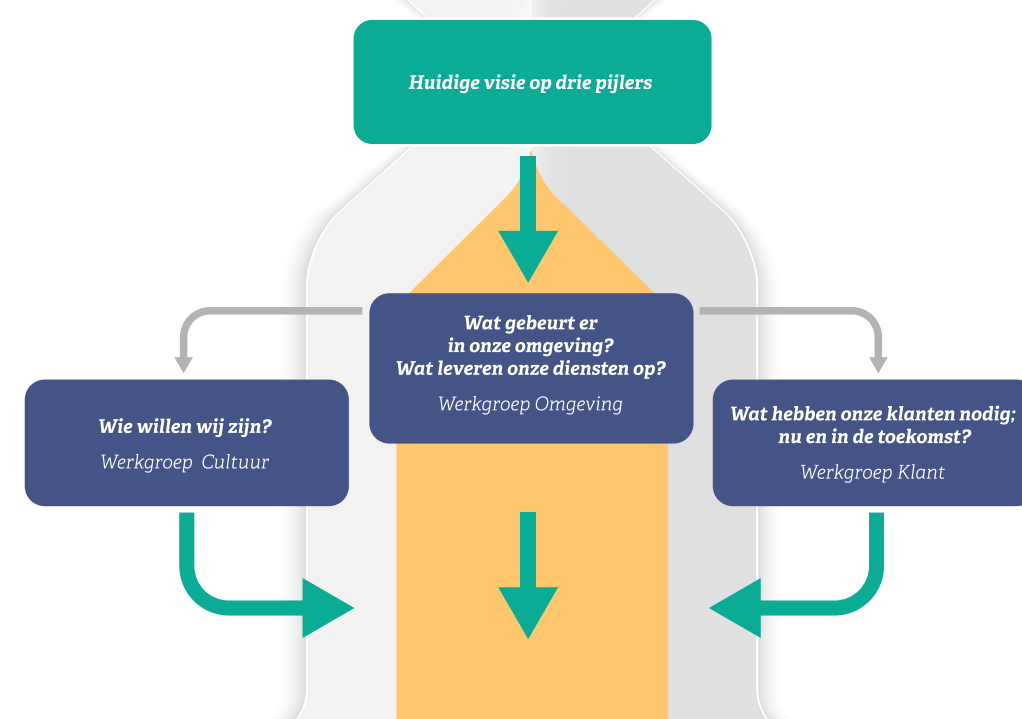 Huidige visie op drie pijlers
Wat gebeurt er
in onze omgeving?
Wat leveren onze diensten op?
Werkgroep Omgeving
Wie willen wij zijn?
Werkgroep Cultuur
Wat hebben onze klanten nodig;
nu en in de toekomst?
Werkgroep Klant